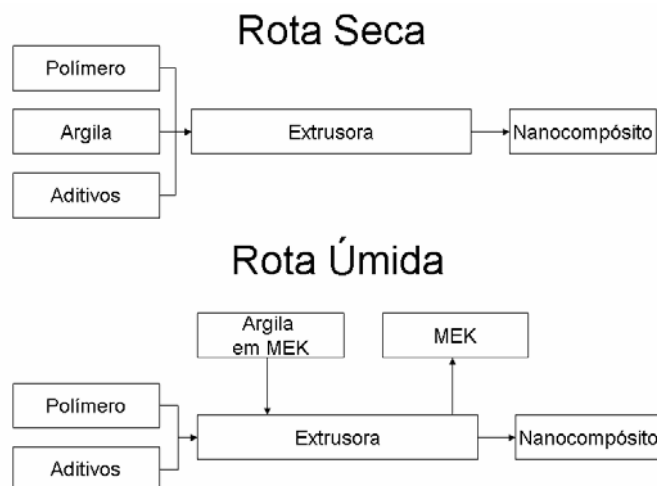 Rota Seca
Polímero
Argila
Extrusora
Nanocompósito
Aditivos
Rota Úmida
Argila
em MEK
MEK
Polímero
Extrusora
Nanocompósito
Aditivos